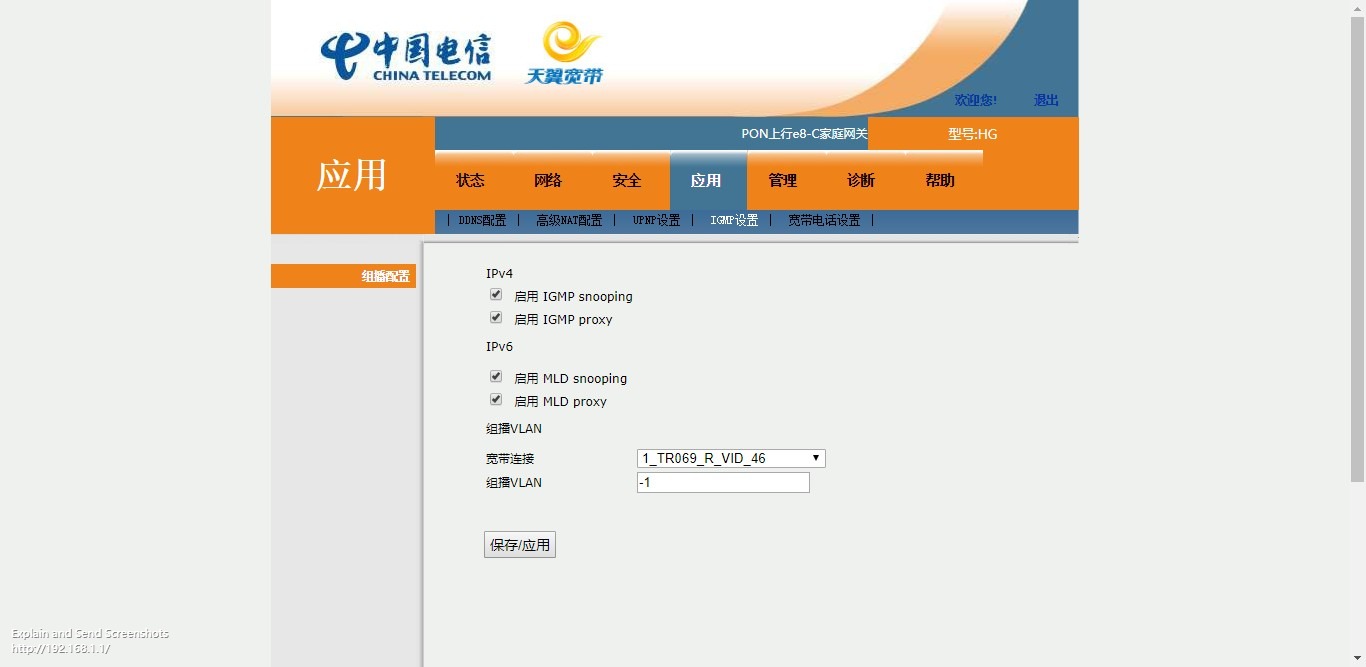 中国电信
CHINA TELECOM
天翼宽带
欢迎您! 退出
PON上行e8-C家庭网关 型号:HG
应用
状态 网络 安全 应用 管理 诊断 帮助
| DDNS配置 | 高级NAT配置 | UPNP设置 | IGMP设置 | 宽带电话设置 |
组播配置
IPv4
启用 IGMP snooping
启用 IGMP proxy
IPv6
启用 MLD snooping
启用 MLD proxy
组播VLAN
宽带连接 1_TR069_R_VID_46
组播VLAN -1
保存/应用
Explain and Send Screenshots
http://192.168.1.1/